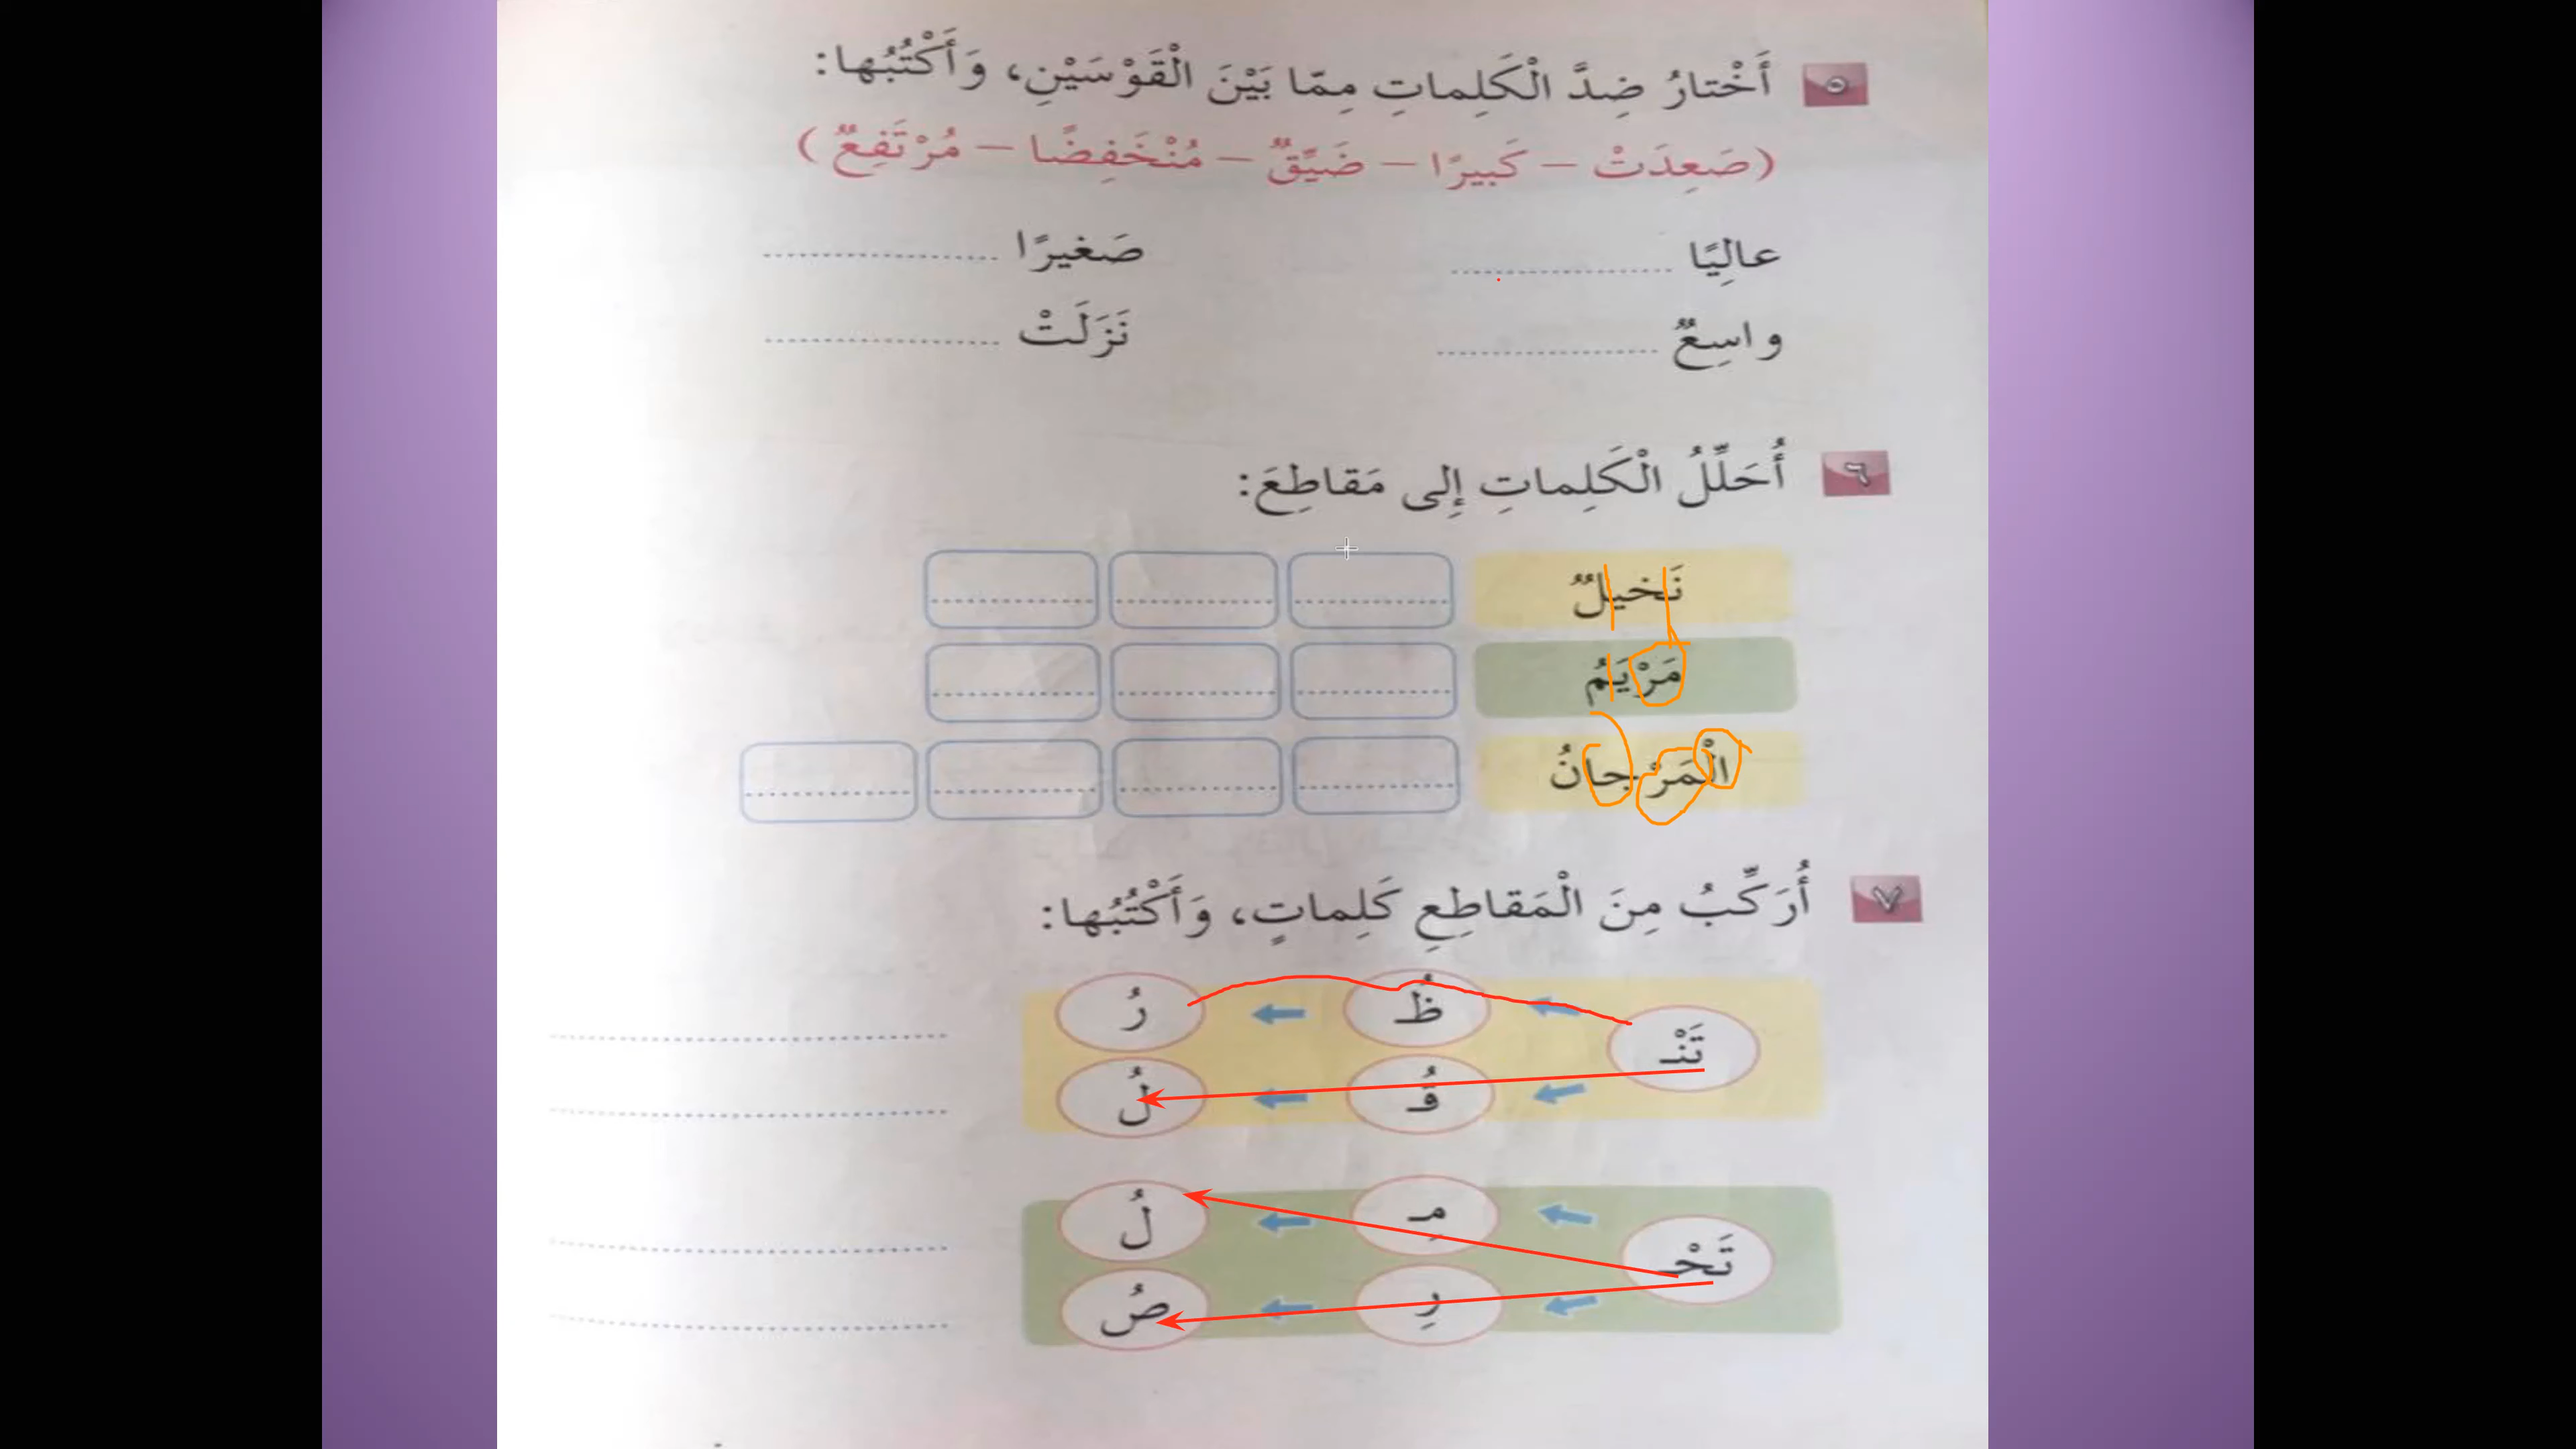 ٥ أَخْتارُ ضِدَّ الْكَلِماتِ مِمّا بَيْنَ الْقَوْسَيْنِ، وَأَكْتُبُها:
(صَعِدَتْ – كَبيرًا – ضَيِّقٌ – مُنْخَفِضًا – مُرْتَفِعٌ)
عالِيًا صَغيرًا
واسِعٌ نَزَلَتْ
٦ أُحَلِّلُ الْكَلِماتِ إِلى مَقاطِعَ:
نَخيلٌ
مَرْيَمُ
الْمَرْجانُ
٧ أُرَكِّبُ مِنَ الْمَقاطِعِ كَلِماتٍ، وَأَكْتُبُها:
تَنْـ ظُـ رُ
قُـ لُ
تَحْـ مِـ لُ
رِ صُ